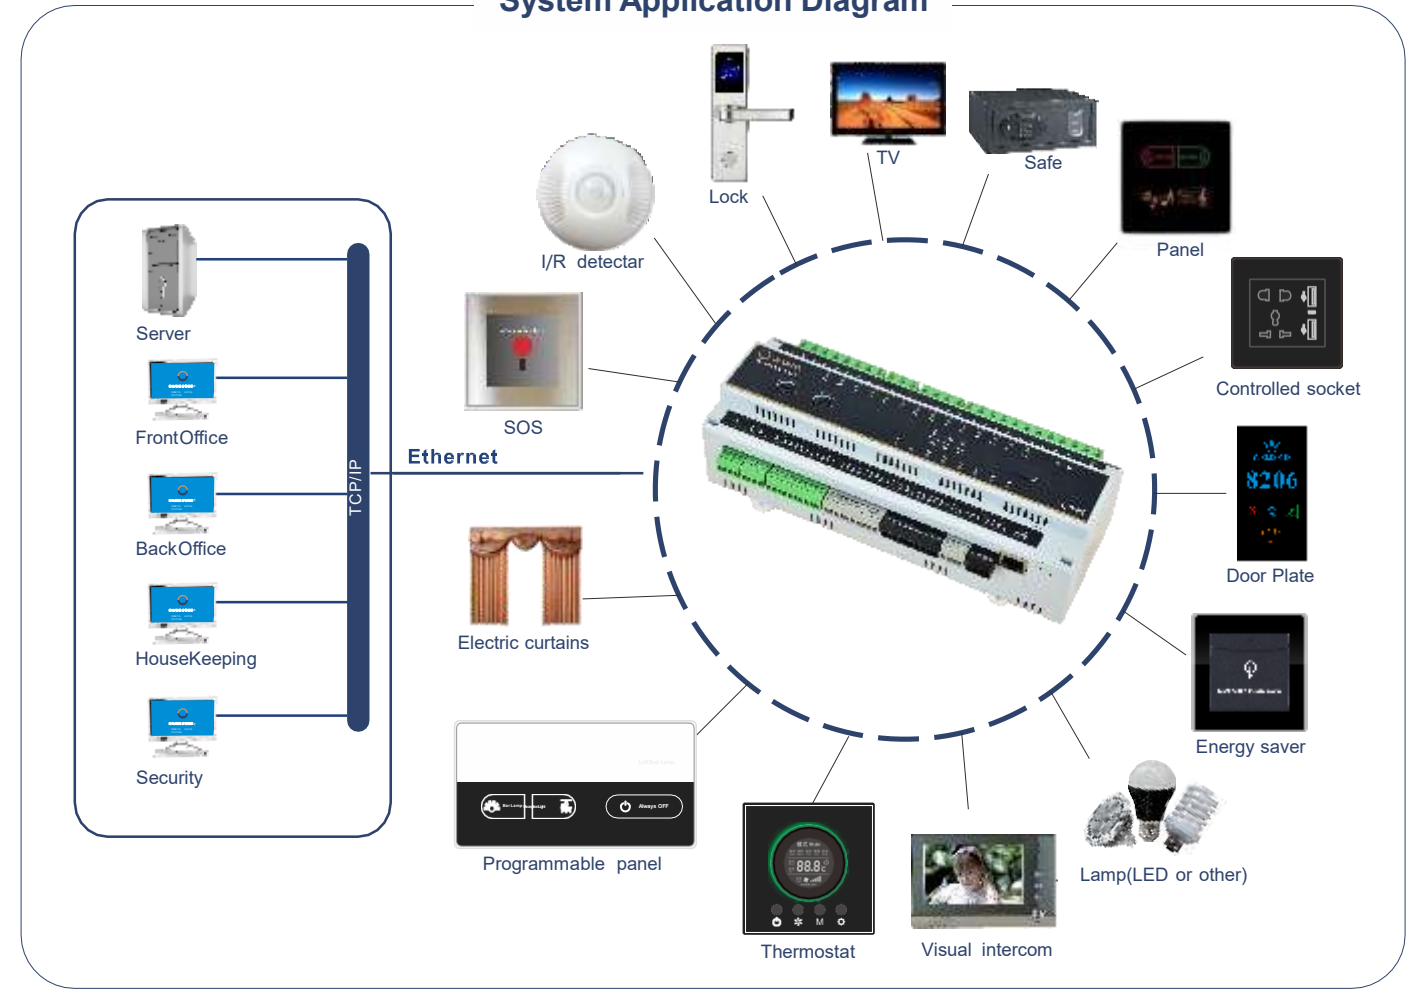 System Application Diagram
Lock
TV
Safe
Panel
I/R detectar
Controlled socket
SOS
Server
FrontOffice
BackOffice
HouseKeeping
Security
TCP/IP
Ethernet
8206
Door Plate
Electric curtains
Energy saver
Always OFF
Programmable panel
88.8c
M
Thermostat
Visual intercom
Lamp(LED or other)